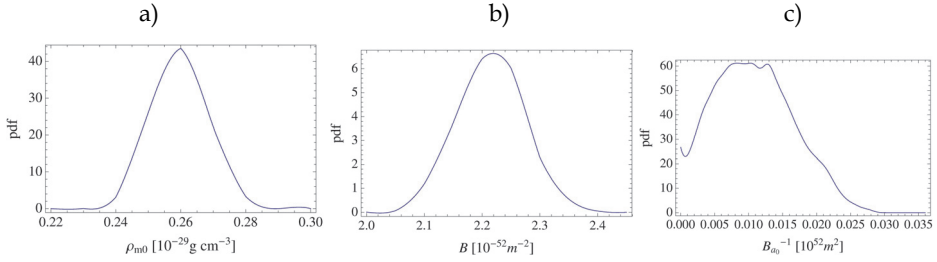 a)
b)
c)
pdf
40
30
20
10
0
0.22 0.24 0.26 0.28 0.30
ρm0 [10⁻²⁹g cm⁻³]
pdf
6
5
4
3
2
1
0
2.0 2.1 2.2 2.3 2.4
B [10⁻⁵²m⁻²]
pdf
60
50
40
30
20
10
0
0.000 0.005 0.010 0.015 0.020 0.025 0.030 0.035
Ba₀⁻¹ [10⁵²m²]